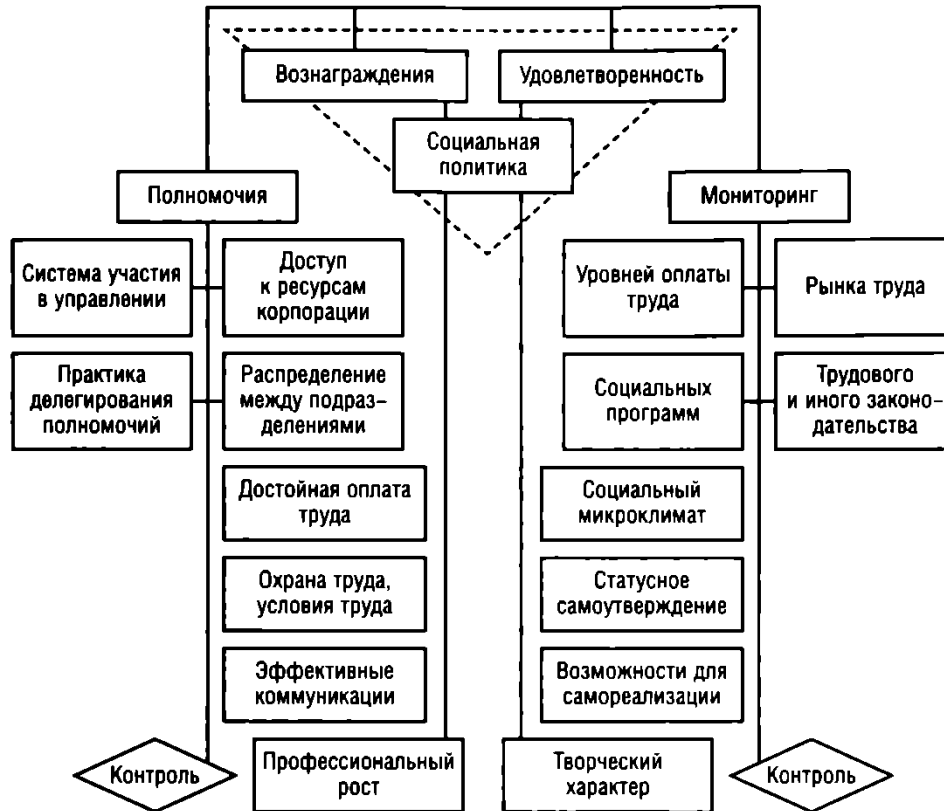 Вознаграждения
Удовлетворенность
Социальная
политика
Полномочия
Мониторинг
Система участия
в управлении
Доступ
к ресурсам
корпорации
Уровней оплаты
труда
Рынка труда
Практика
делегирования
полномочий
Распределение
между подраз-
делениями
Социальных
программ
Трудового
и иного законо-
дательства
Достойная оплата
труда
Социальный
микроклимат
Охрана труда,
условия труда
Статусное
самоутверждение
Эффективные
коммуникации
Возможности для
самореализации
Контроль
Профессиональный
рост
Творческий
характер
Контроль